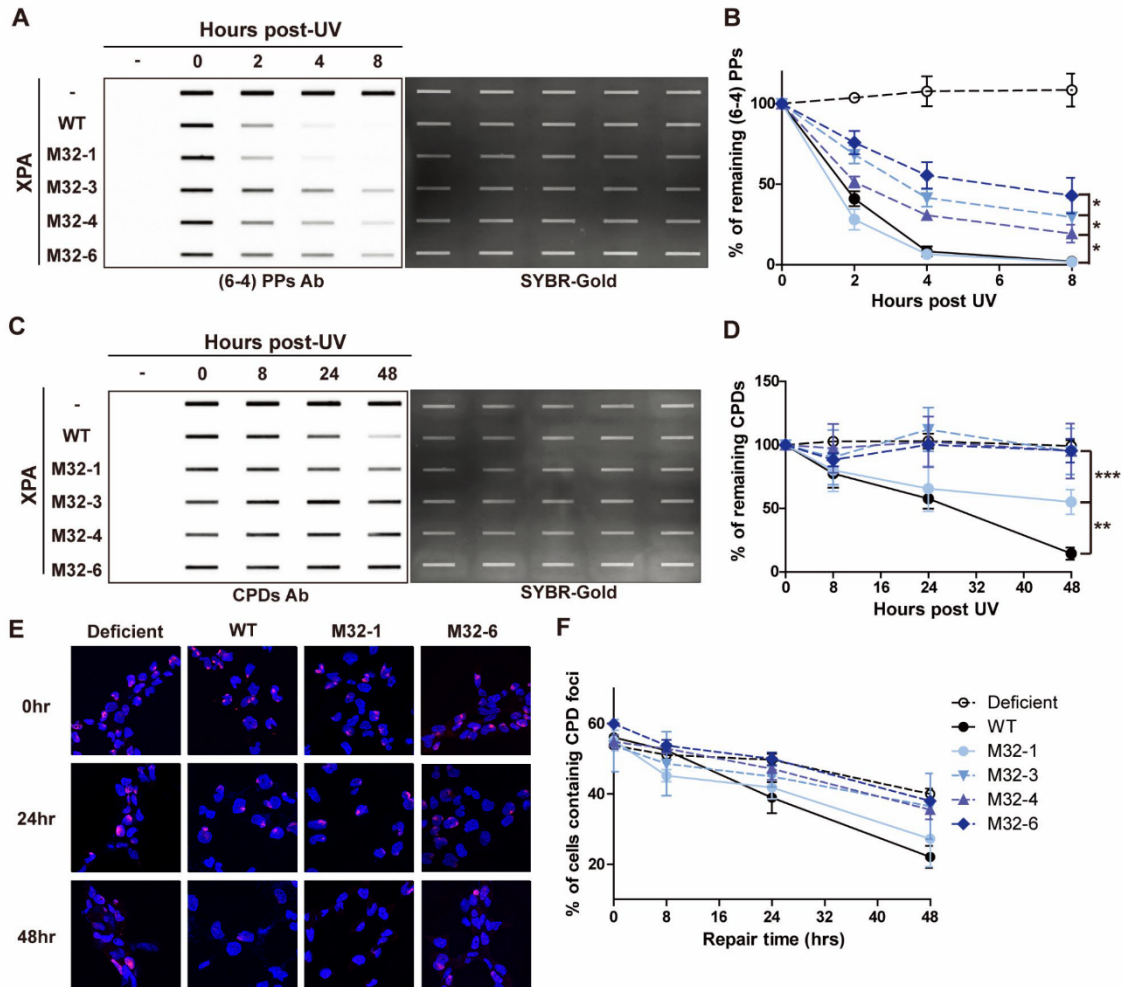 A
Hours post-UV
- 0 2 4 8
XPA
-
WT
M32-1
M32-3
M32-4
M32-6
(6-4) PPs Ab
SYBR-Gold
B
% of remaining (6-4) PPs
100
50
0
0 2 4 6 8
Hours post UV
*
*
*
C
Hours post-UV
- 0 8 24 48
XPA
-
WT
M32-1
M32-3
M32-4
M32-6
CPDs Ab
SYBR-Gold
D
% of remaining CPDs
150
100
50
0
0 8 16 24 32 40 48
Hours post UV
***
**
E
Deficient WT M32-1 M32-6
0hr
24hr
48hr
F
% of cells containing CPD foci
60
40
20
0 8 16 24 32 40 48
Repair time (hrs)
Deficient
WT
M32-1
M32-3
M32-4
M32-6